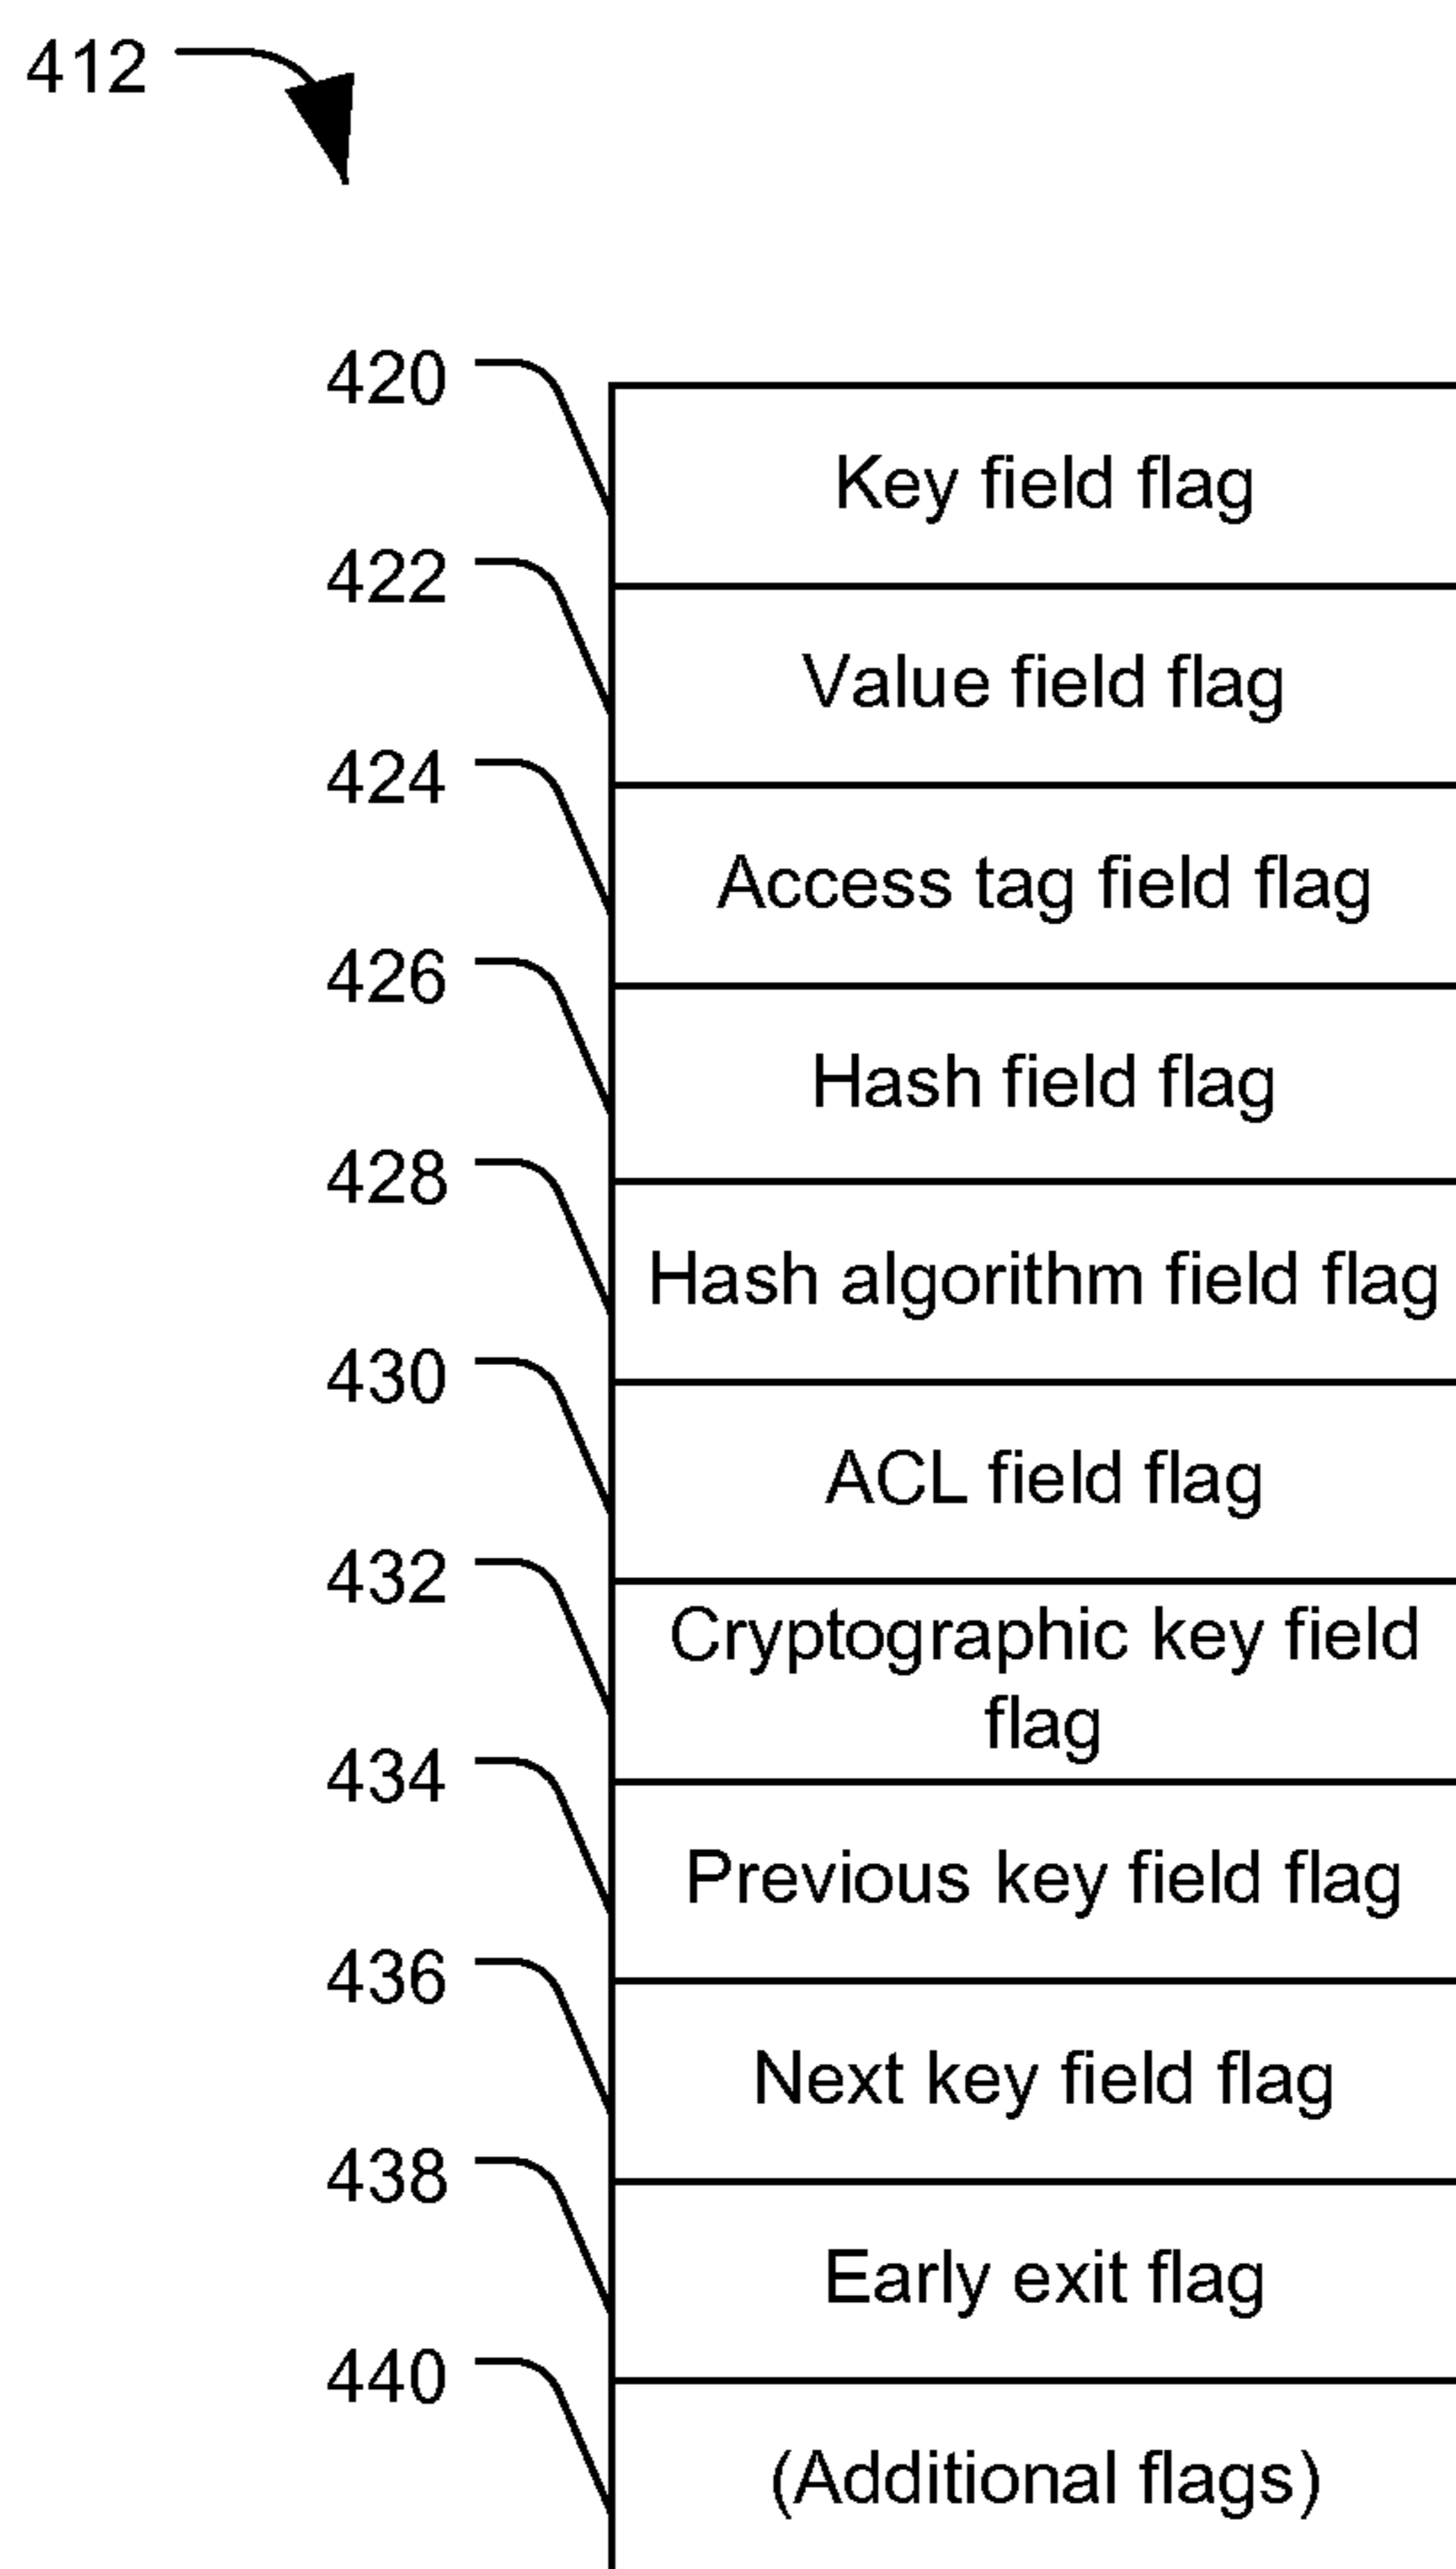 412
420
Key field flag
422
Value field flag
424
Access tag field flag
426
Hash field flag
428
Hash algorithm field flag
430
ACL field flag
432
Cryptographic key field
flag
434
Previous key field flag
436
Next key field flag
438
Early exit flag
440
(Additional flags)